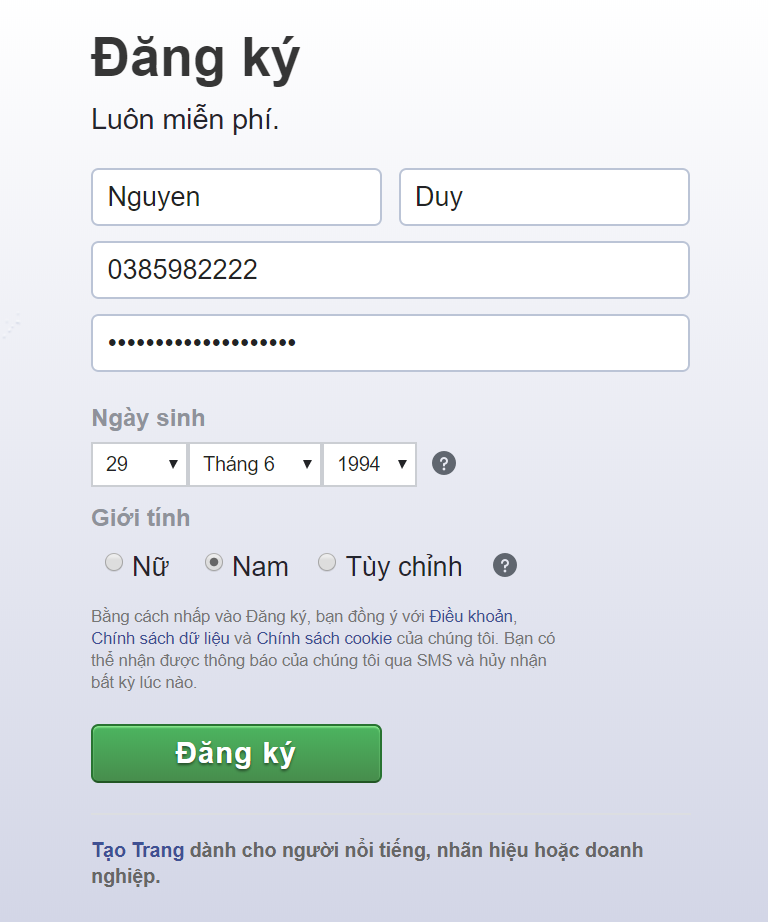 Đăng ký
Luôn miễn phí.
Nguyen Duy
0385982222
••••••••••••••••••••
Ngày sinh
29 Tháng 6 1994 ?
Giới tính
Nữ Nam Tùy chỉnh ?
Bằng cách nhấp vào Đăng ký, bạn đồng ý với Điều khoản,
Chính sách dữ liệu và Chính sách cookie của chúng tôi. Bạn có
thể nhận được thông báo của chúng tôi qua SMS và hủy nhận
bất kỳ lúc nào.
Đăng ký
Tạo Trang dành cho người nổi tiếng, nhãn hiệu hoặc doanh
nghiệp.